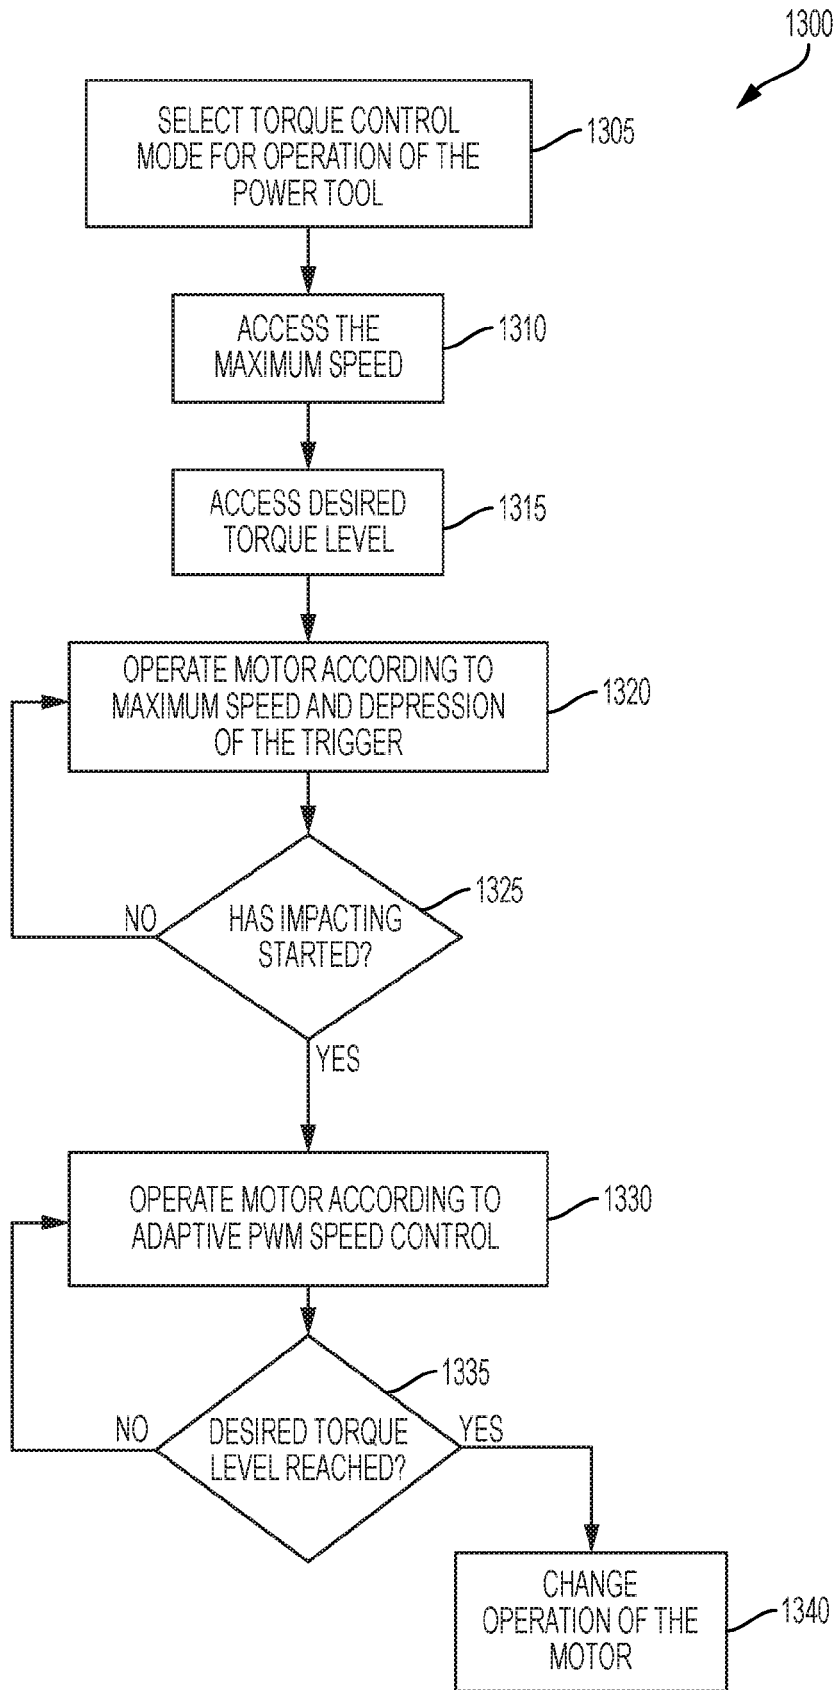 1300
SELECT TORQUE CONTROL
MODE FOR OPERATION OF THE
POWER TOOL
1305
ACCESS THE
MAXIMUM SPEED
1310
ACCESS DESIRED
TORQUE LEVEL
1315
OPERATE MOTOR ACCORDING TO
MAXIMUM SPEED AND DEPRESSION
OF THE TRIGGER
1320
HAS IMPACTING
STARTED?
1325
NO
YES
OPERATE MOTOR ACCORDING TO
ADAPTIVE PWM SPEED CONTROL
1330
DESIRED TORQUE
LEVEL REACHED?
1335
NO
YES
CHANGE
OPERATION OF THE
MOTOR
1340